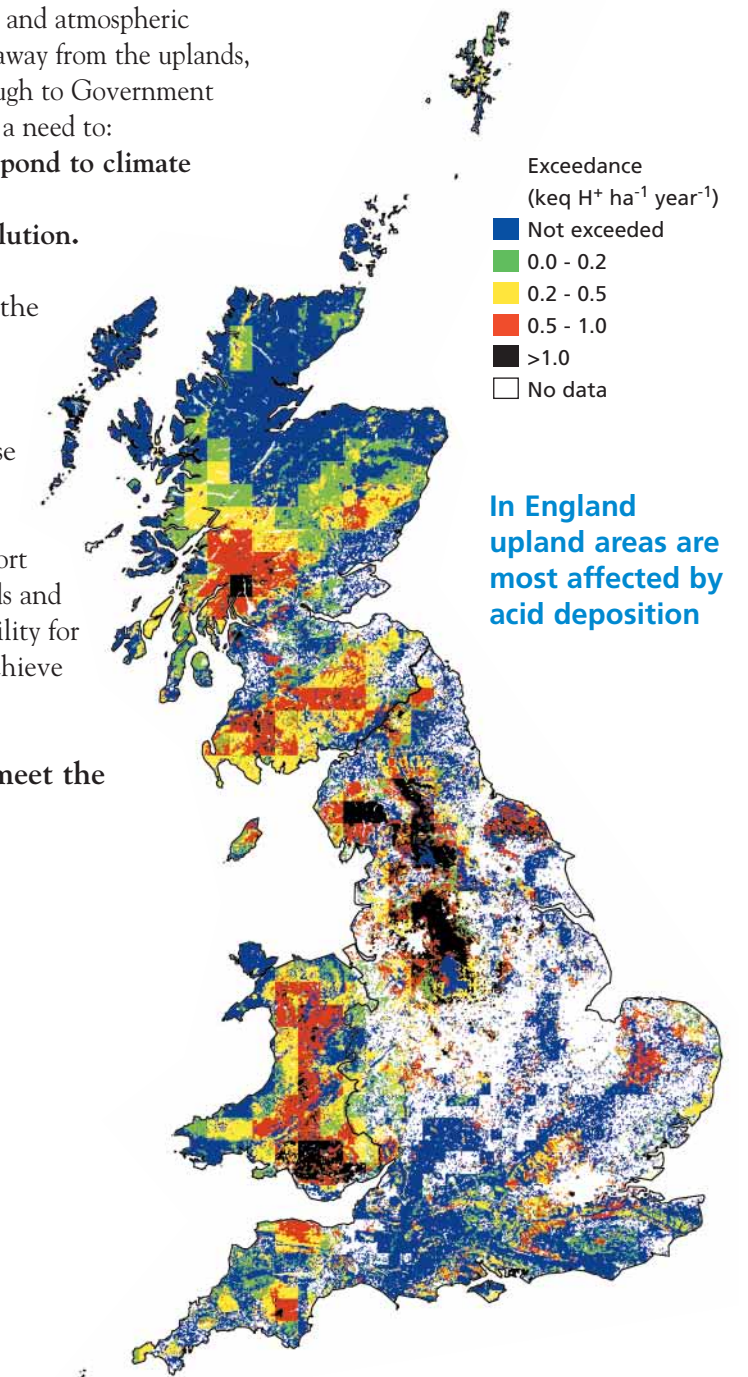 and atmospheric
away from the uplands,
ugh to Government
a need to:
pond to climate
lution.
the
se
ort
ls and
ility for
chieve
meet the
Exceedance
(keq H+ ha-1 year-1)
Not exceeded
0.0 - 0.2
0.2 - 0.5
0.5 - 1.0
>1.0
No data
In England
upland areas are
most affected by
acid deposition